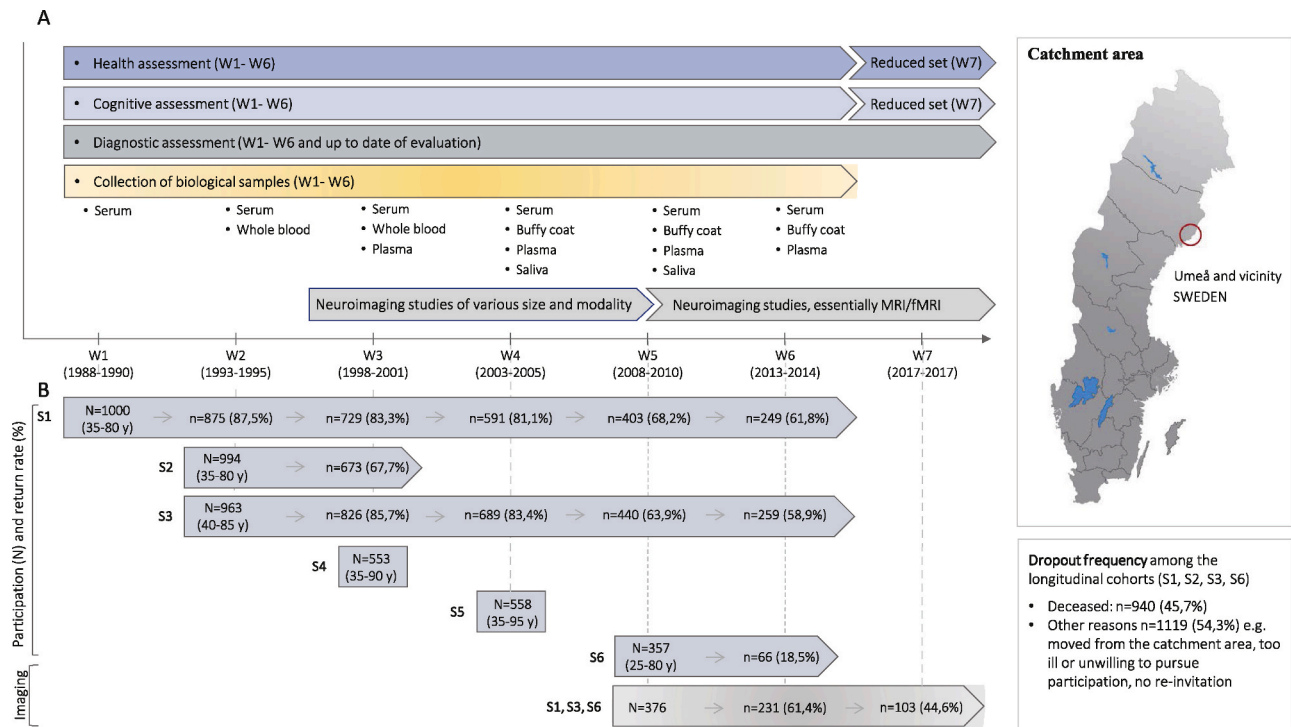 A
• Health assessment (W1- W6)
Reduced set (W7)
• Cognitive assessment (W1- W6)
Reduced set (W7)
• Diagnostic assessment (W1- W6 and up to date of evaluation)
• Collection of biological samples (W1- W6)
• Serum
• Serum
• Whole blood
• Serum
• Whole blood
• Plasma
• Serum
• Buffy coat
• Plasma
• Saliva
• Serum
• Buffy coat
• Plasma
• Saliva
• Serum
• Buffy coat
• Plasma
Neuroimaging studies of various size and modality
Neuroimaging studies, essentially MRI/fMRI
W1
(1988-1990)
W2
(1993-1995)
W3
(1998-2001)
W4
(2003-2005)
W5
(2008-2010)
W6
(2013-2014)
W7
(2017-2017)
B
Participation (N) and return rate (%)
S1
N=1000
(35-80 y)
n=875 (87,5%)
n=729 (83,3%)
n=591 (81,1%)
n=403 (68,2%)
n=249 (61,8%)
S2
N=994
(35-80 y)
n=673 (67,7%)
S3
N=963
(40-85 y)
n=826 (85,7%)
n=689 (83,4%)
n=440 (63,9%)
n=259 (58,9%)
S4
N=553
(35-90 y)
S5
N=558
(35-95 y)
S6
N=357
(25-80 y)
n=66 (18,5%)
Imaging
S1, S3, S6
N=376
n=231 (61,4%)
n=103 (44,6%)
Catchment area
Umeå and vicinity
SWEDEN
Dropout frequency among the
longitudinal cohorts (S1, S2, S3, S6)
• Deceased: n=940 (45,7%)
• Other reasons n=1119 (54,3%) e.g.
moved from the catchment area, too
ill or unwilling to pursue
participation, no re-invitation